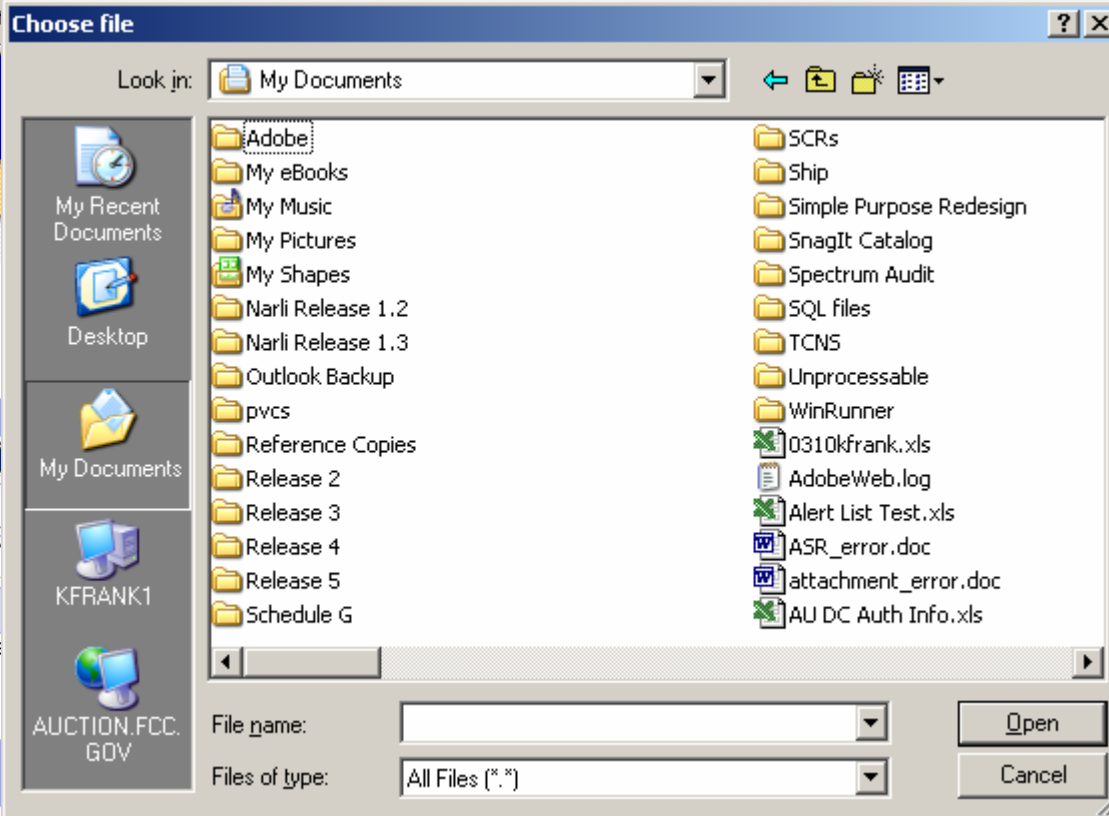 Choose file
Look in:
My Documents
My Recent
Documents
Desktop
My Documents
KFRANK1
AUCTION.FCC.
GOV
Adobe
My eBooks
My Music
My Pictures
My Shapes
Narli Release 1.2
Narli Release 1.3
Outlook Backup
pvcs
Reference Copies
Release 2
Release 3
Release 4
Release 5
Schedule G
SCRs
Ship
Simple Purpose Redesign
SnagIt Catalog
Spectrum Audit
SQL files
TCNS
Unprocessable
WinRunner
0310kfrank.xls
AdobeWeb.log
Alert List Test.xls
ASR_error.doc
attachment_error.doc
AU DC Auth Info.xls
File name:
Open
Files of type:
All Files (*.*)
Cancel